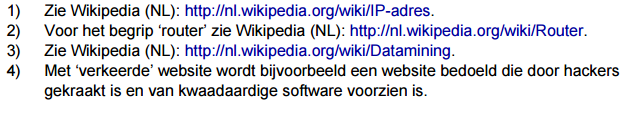 1) Zie Wikipedia (NL): http://nl.wikipedia.org/wiki/IP-adres.
2) Voor het begrip ‘router’ zie Wikipedia (NL): http://nl.wikipedia.org/wiki/Router.
3) Zie Wikipedia (NL): http://nl.wikipedia.org/wiki/Datamining.
4) Met ‘verkeerde’ website wordt bijvoorbeeld een website bedoeld die door hackers
gekraakt is en van kwaadaardige software voorzien is.